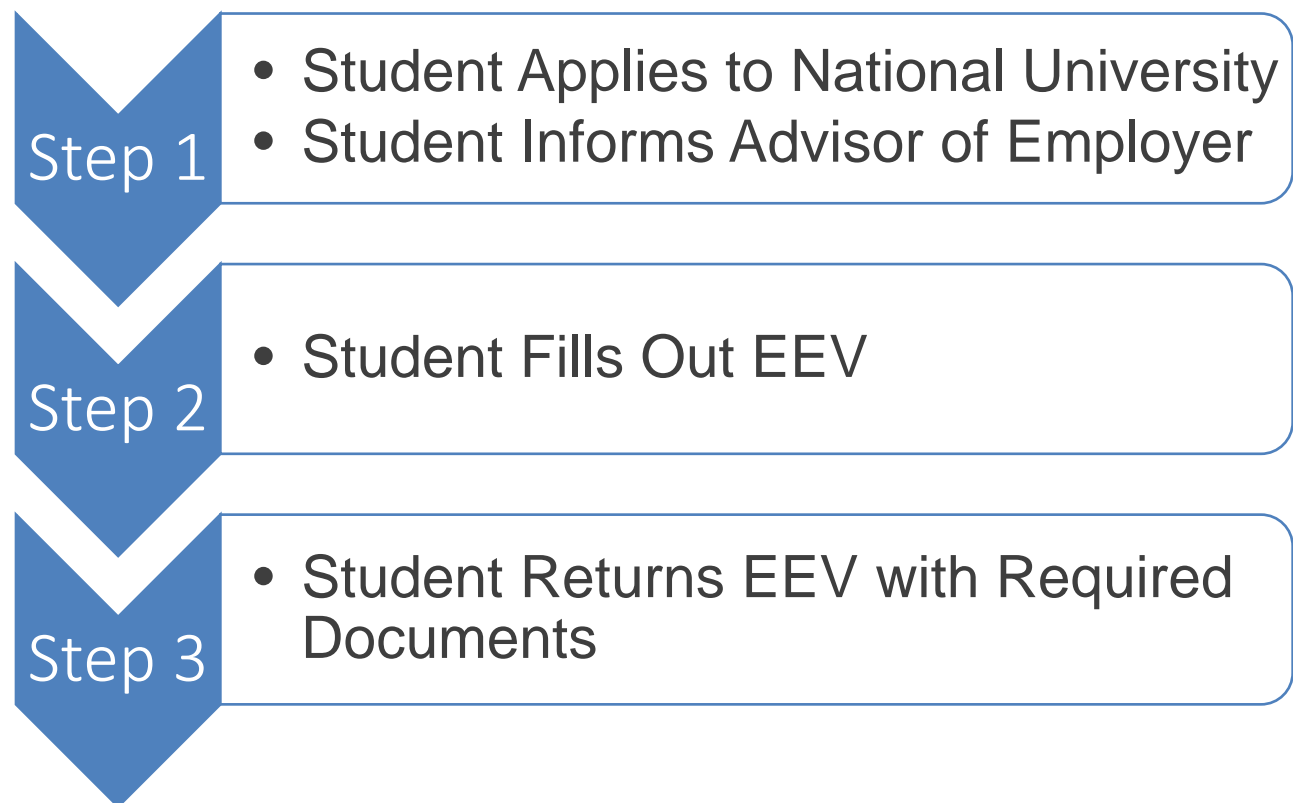 Step 1
• Student Applies to National University
• Student Informs Advisor of Employer
Step 2
• Student Fills Out EEV
Step 3
• Student Returns EEV with Required
Documents